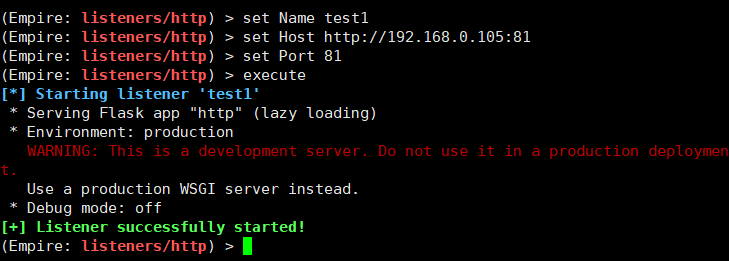 (Empire: listeners/http) > set Name test1
(Empire: listeners/http) > set Host http://192.168.0.105:81
(Empire: listeners/http) > set Port 81
(Empire: listeners/http) > execute
[*] Starting listener 'test1'
 * Serving Flask app "http" (lazy loading)
 * Environment: production
   WARNING: This is a development server. Do not use it in a production deploymen
t.
   Use a production WSGI server instead.
 * Debug mode: off
[+] Listener successfully started!
(Empire: listeners/http) >